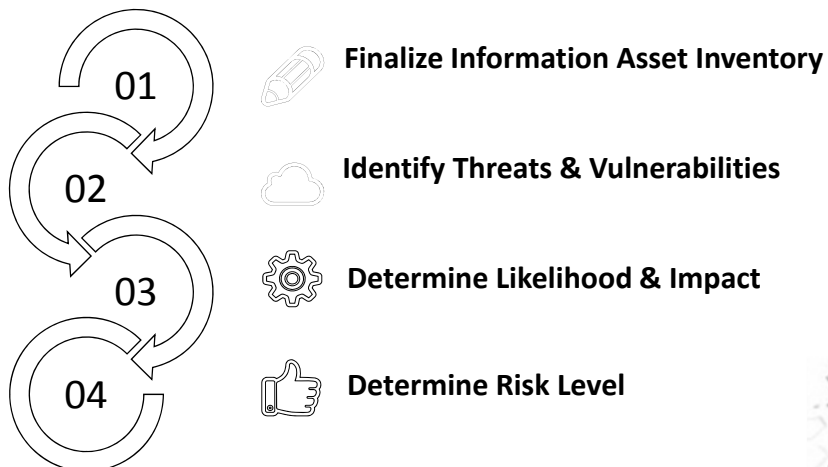 01
Finalize Information Asset Inventory
02
Identify Threats & Vulnerabilities
03
Determine Likelihood & Impact
04
Determine Risk Level